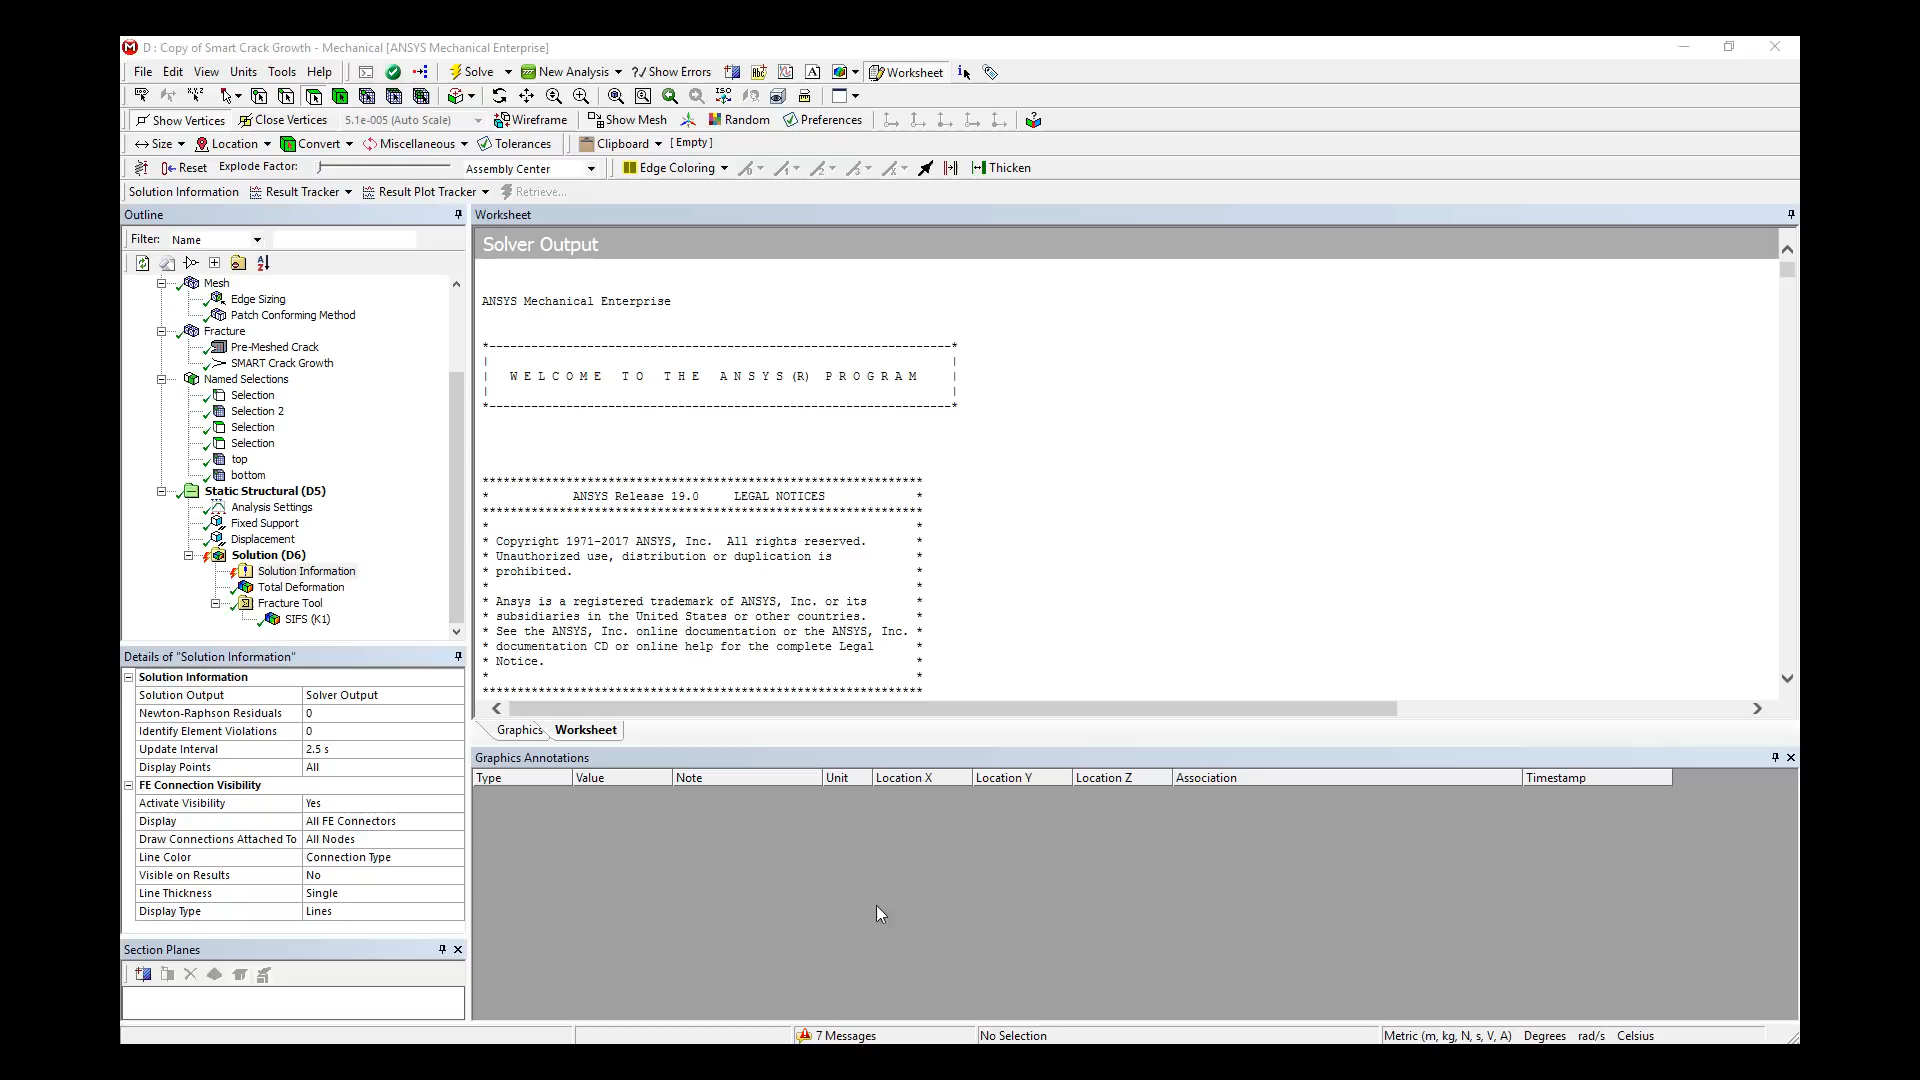 D : Copy of Smart Crack Growth - Mechanical [ANSYS Mechanical Enterprise]
File Edit View Units Tools Help Solve New Analysis ?/ Show Errors Worksheet
Show Vertices Close Vertices 5.1e-005 (Auto Scale) Wireframe Show Mesh Random Preferences
Size Location Convert Miscellaneous Tolerances Clipboard [ Empty ]
Reset Explode Factor: Assembly Center Edge Coloring Thicken
Solution Information Result Tracker Result Plot Tracker Retrieve...
Outline
Filter: Name
Mesh
Edge Sizing
Patch Conforming Method
Fracture
Pre-Meshed Crack
SMART Crack Growth
Named Selections
Selection
Selection 2
Selection
Selection
top
bottom
Static Structural (D5)
Analysis Settings
Fixed Support
Displacement
Solution (D6)
Solution Information
Total Deformation
Fracture Tool
SIFS (K1)
Details of "Solution Information"
Solution Information
Solution Output Solver Output
Newton-Raphson Residuals 0
Identify Element Violations 0
Update Interval 2.5 s
Display Points All
FE Connection Visibility
Activate Visibility Yes
Display All FE Connectors
Draw Connections Attached To All Nodes
Line Color Connection Type
Visible on Results No
Line Thickness Single
Display Type Lines
Section Planes
Worksheet
Solver Output
ANSYS Mechanical Enterprise
*------------------------------------------------------------------*
| |
| W E L C O M E T O T H E A N S Y S (R) P R O G R A M |
| |
*------------------------------------------------------------------*
***************************************************************
* ANSYS Release 19.0 LEGAL NOTICES *
***************************************************************
* *
* Copyright 1971-2017 ANSYS, Inc. All rights reserved. *
* Unauthorized use, distribution or duplication is *
* prohibited. *
* *
* Ansys is a registered trademark of ANSYS, Inc. or its *
* subsidiaries in the United States or other countries. *
* See the ANSYS, Inc. online documentation or the ANSYS, Inc. *
* documentation CD or online help for the complete Legal *
* Notice. *
* *
***************************************************************
Graphics Worksheet
Graphics Annotations
Type Value Note Unit Location X Location Y Location Z Association Timestamp
7 Messages No Selection Metric (m, kg, N, s, V, A) Degrees rad/s Celsius